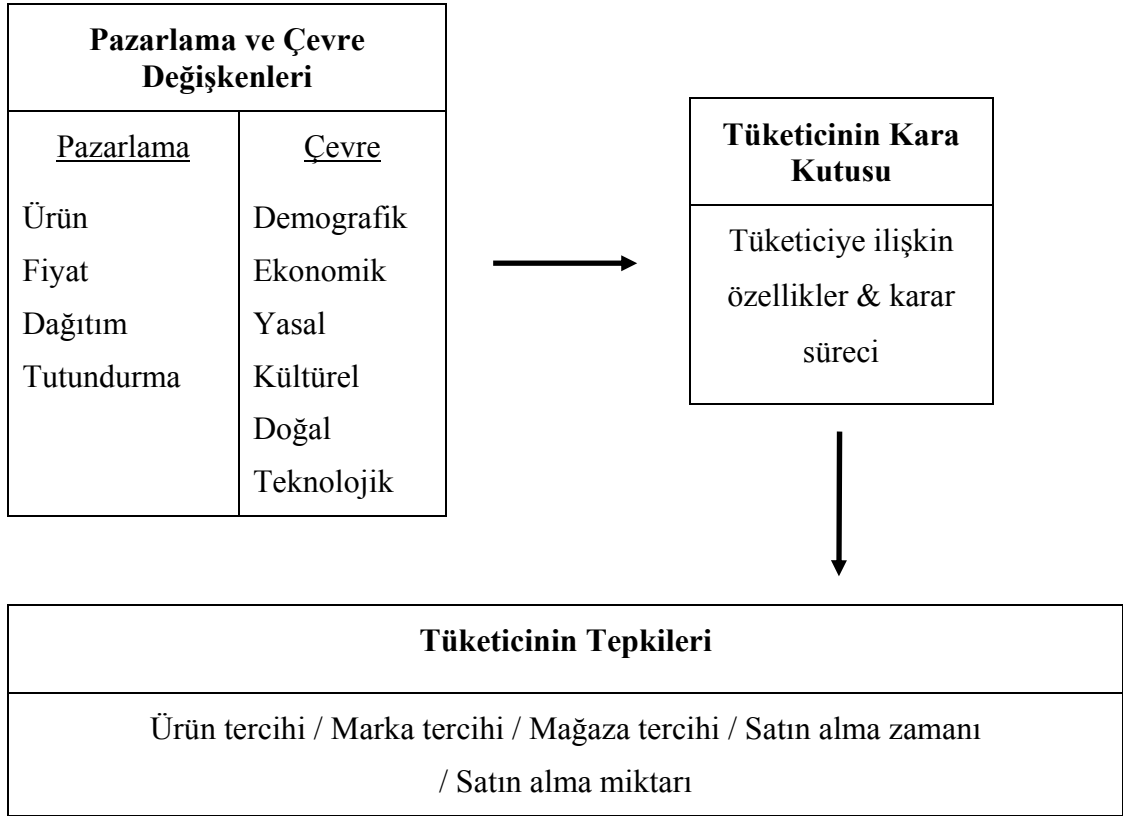 Pazarlama ve Çevre
Değişkenleri
Pazarlama
Ürün
Fiyat
Dağıtım
Tutundurma
Çevre
Demografik
Ekonomik
Yasal
Kültürel
Doğal
Teknolojik
Tüketicinin Kara
Kutusu
Tüketiciye ilişkin
özellikler & karar
süreci
Tüketicinin Tepkileri
Ürün tercihi / Marka tercihi / Mağaza tercihi / Satın alma zamanı
/ Satın alma miktarı